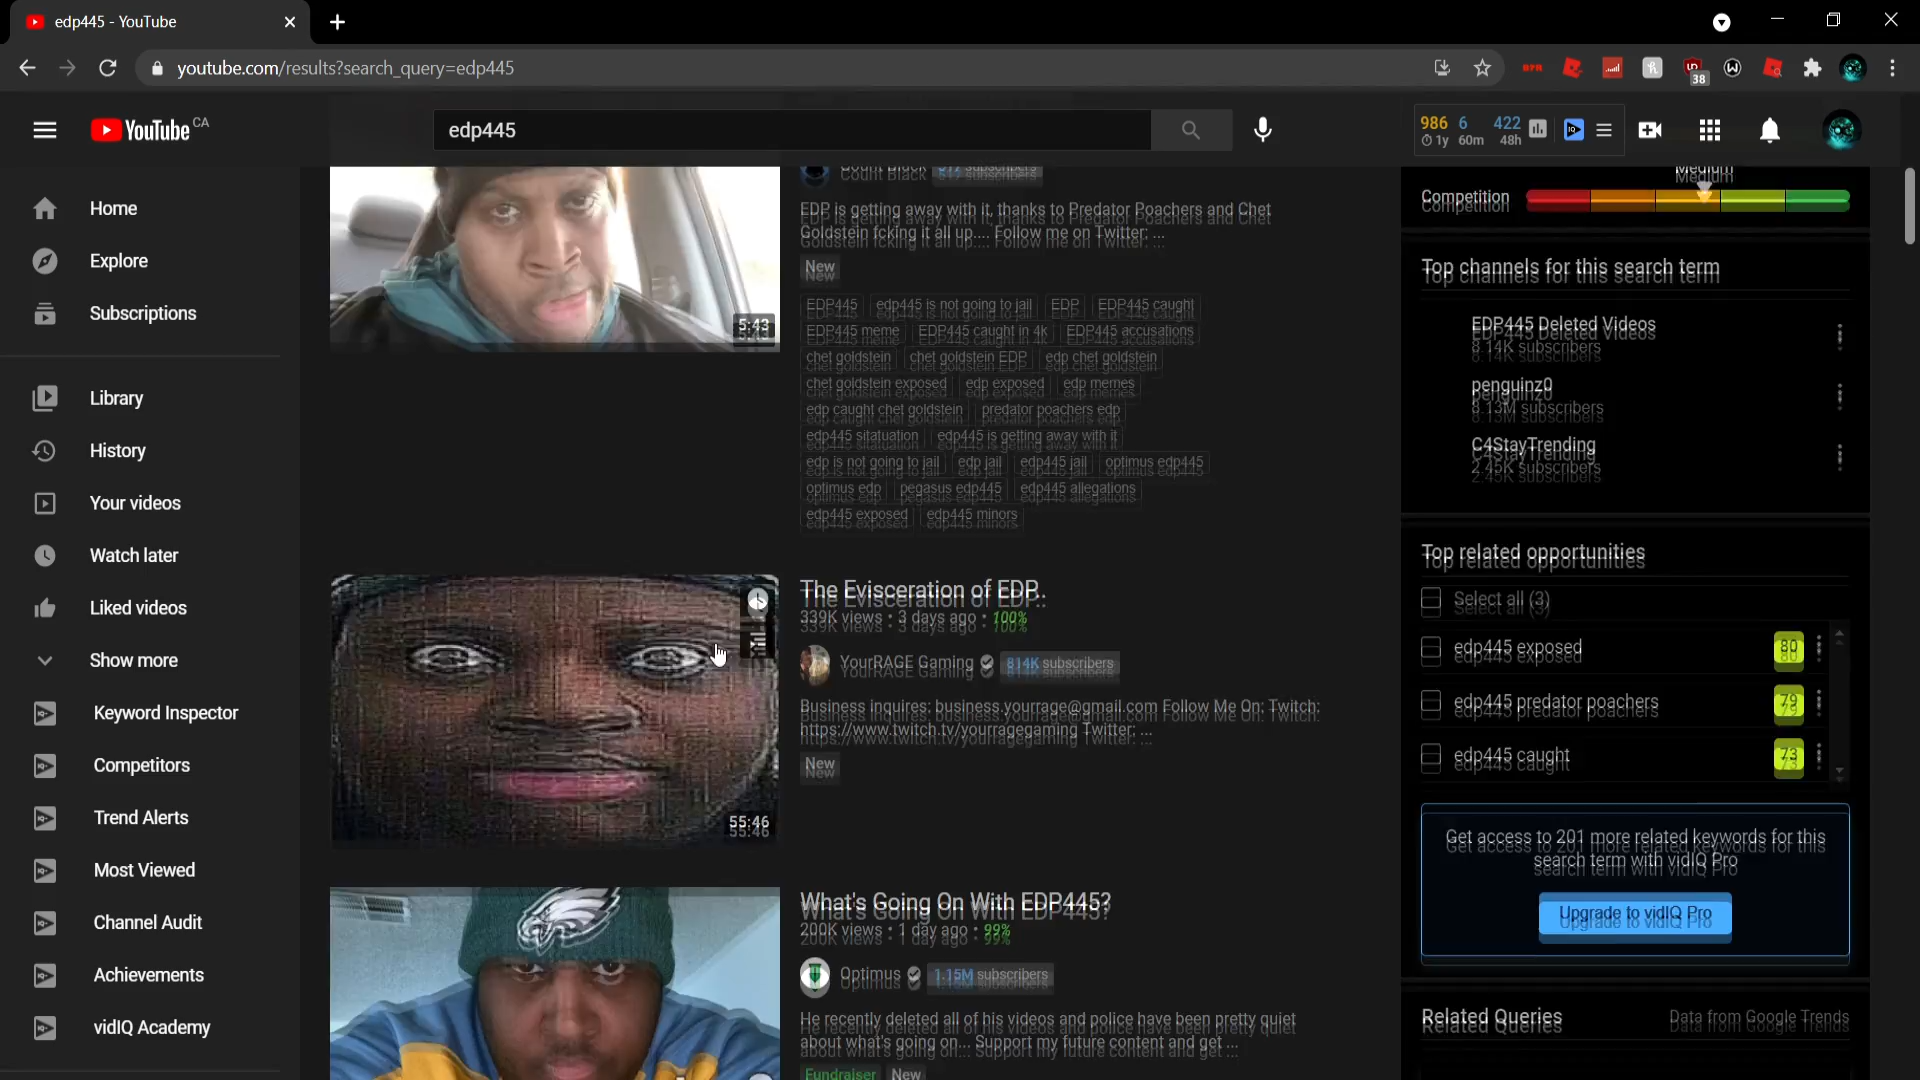 edp445 - YouTube
youtube.com/results?search_query=edp445
38
YouTube CA
edp445
986 6 422
1y 60m 48h
Home
Explore
Subscriptions
Library
History
Your videos
Watch later
Liked videos
Show more
Keyword Inspector
Competitors
Trend Alerts
Most Viewed
Channel Audit
Achievements
vidIQ Academy
5:43
Count Black 517 subscribers
EDP is getting away with it, thanks to Predator Poachers and Chet
Goldstein fcking it all up.... Follow me on Twitter: ...
New
EDP445 edp445 is not going to jail EDP EDP445 caught
EDP445 meme EDP445 caught in 4k EDP445 accusations
chet goldstein chet goldstein EDP edp chet goldstein
chet goldstein exposed edp exposed edp memes
edp caught chet goldstein predator poachers edp
edp445 sitatuation edp445 is getting away with it
edp is not going to jail edp jail edp445 jail optimus edp445
optimus edp pegasus edp445 edp445 allegations
edp445 exposed edp445 minors
55:46
The Evisceration of EDP..
339K views • 3 days ago • 100%
YourRAGE Gaming 814K subscribers
Business inquires: business.yourrage@gmail.com Follow Me On: Twitch:
https://www.twitch.tv/yourragegaming Twitter: ...
New
What's Going On With EDP445?
200K views • 1 day ago • 99%
Optimus 1.15M subscribers
He recently deleted all of his videos and police have been pretty quiet
about what's going on... Support my future content and get ...
Fundraiser New
Medium
Competition
Top channels for this search term
EDP445 Deleted Videos
8.14K subscribers
penguinz0
8.13M subscribers
C4StayTrending
2.45K subscribers
Top related opportunities
Select all (3)
edp445 exposed 80
edp445 predator poachers 79
edp445 caught 73
Get access to 201 more related keywords for this
search term with vidIQ Pro
Upgrade to vidIQ Pro
Related Queries Data from Google Trends